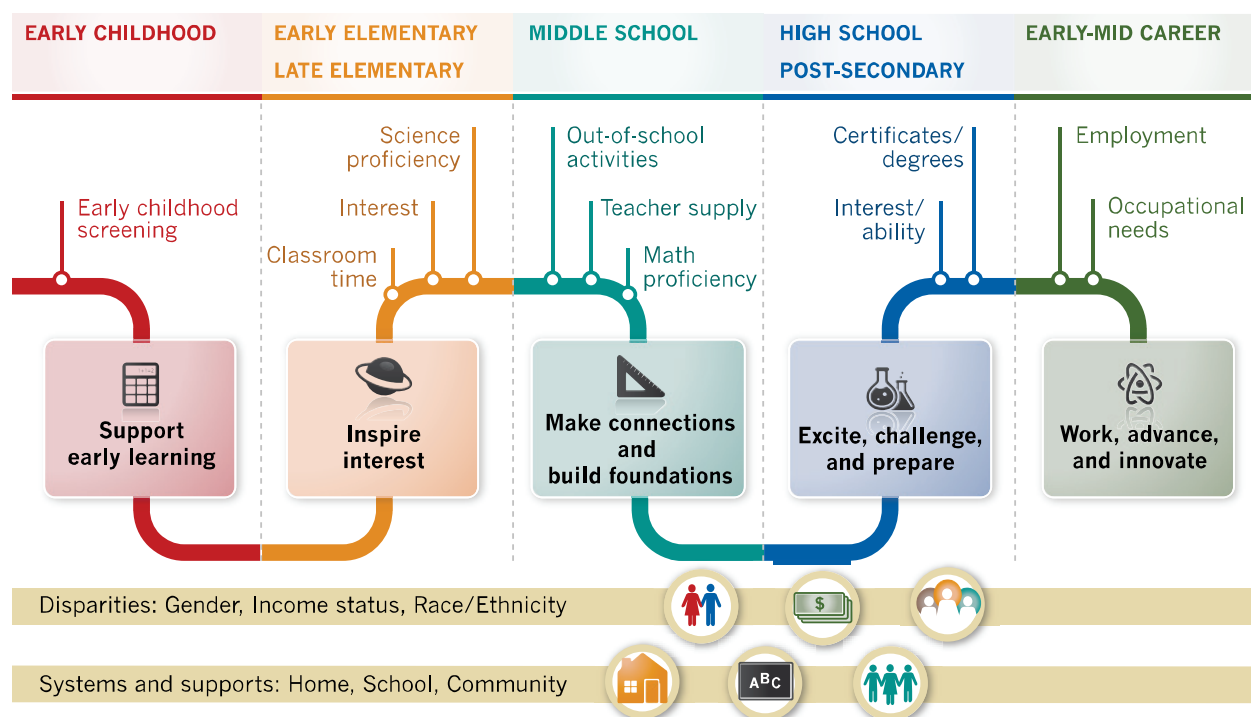 EARLY CHILDHOOD
EARLY ELEMENTARY
LATE ELEMENTARY
MIDDLE SCHOOL
HIGH SCHOOL
POST-SECONDARY
EARLY-MID CAREER
Early childhood
screening
Science
proficiency
Interest
Classroom
time
Out-of-school
activities
Teacher supply
Math
proficiency
Certificates/
degrees
Interest/
ability
Employment
Occupational
needs
Support
early learning
Inspire
interest
Make connections
and
build foundations
Excite, challenge,
and prepare
Work, advance,
and innovate
Disparities: Gender, Income status, Race/Ethnicity
$
Systems and supports: Home, School, Community
ABC